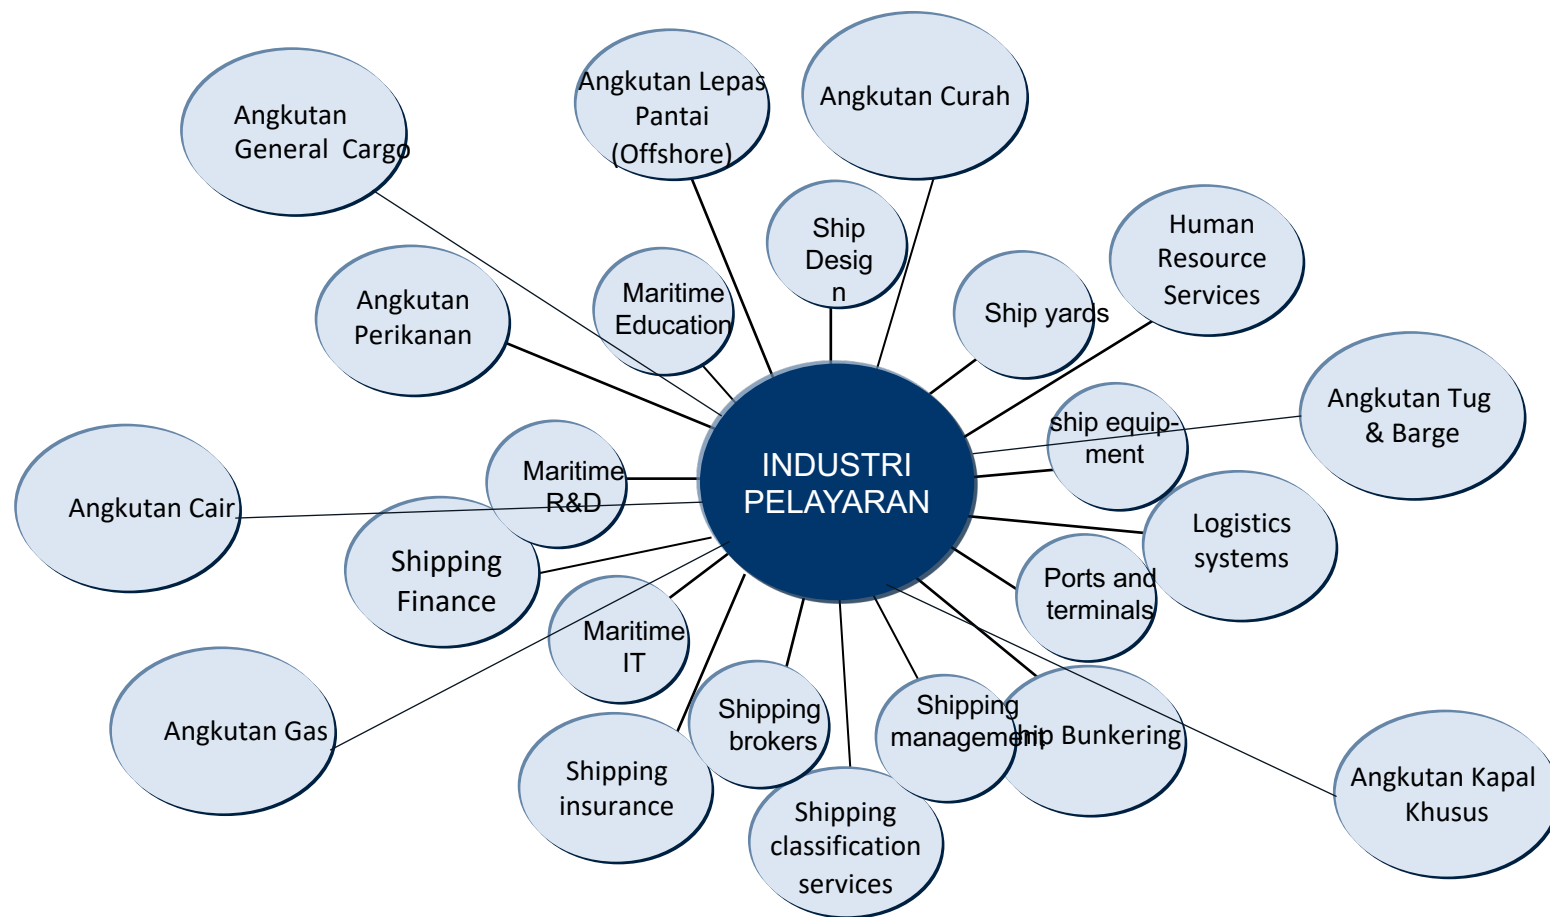 Angkutan Lepas
Pantai
(Offshore)
Angkutan Curah
Angkutan
General Cargo
Ship
Desig
n
Human
Resource
Services
Angkutan
Perikanan
Maritime
Education
Ship yards
Angkutan Tug
& Barge
ship equip-
ment
INDUSTRI
PELAYARAN
Maritime
R&D
Angkutan Cair
Logistics
systems
Shipping
Finance
Ports and
terminals
Maritime
IT
Angkutan Gas
Shipping
brokers
Shipping
management
hip Bunkering
Shipping
insurance
Angkutan Kapal
Khusus
Shipping
classification
services